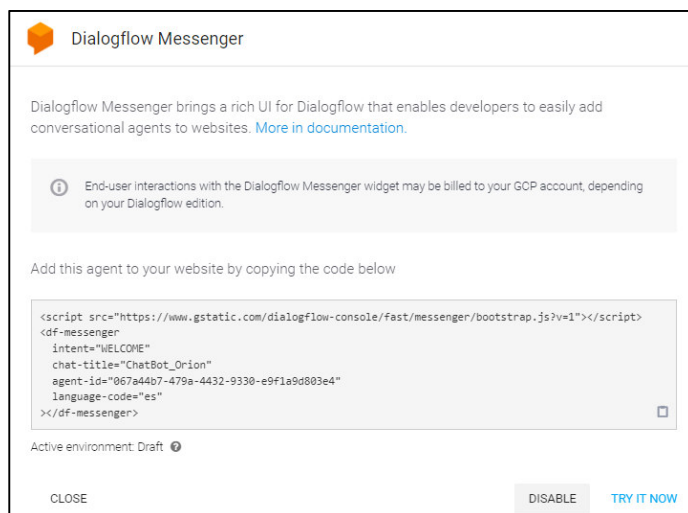 Dialogflow Messenger
Dialogflow Messenger brings a rich UI for Dialogflow that enables developers to easily add
conversational agents to websites. More in documentation.
End-user interactions with the Dialogflow Messenger widget may be billed to your GCP account, depending
on your Dialogflow edition.
Add this agent to your website by copying the code below
<script src="https://www.gstatic.com/dialogflow-console/fast/messenger/bootstrap.js?v=1"></script>
<df-messenger
intent="WELCOME"
chat-title="ChatBot_Orion"
agent-id="067a44b7-479a-4432-9330-e9f1a9d803e4"
language-code="es"
></df-messenger>
Active environment: Draft
CLOSE DISABLE TRY IT NOW